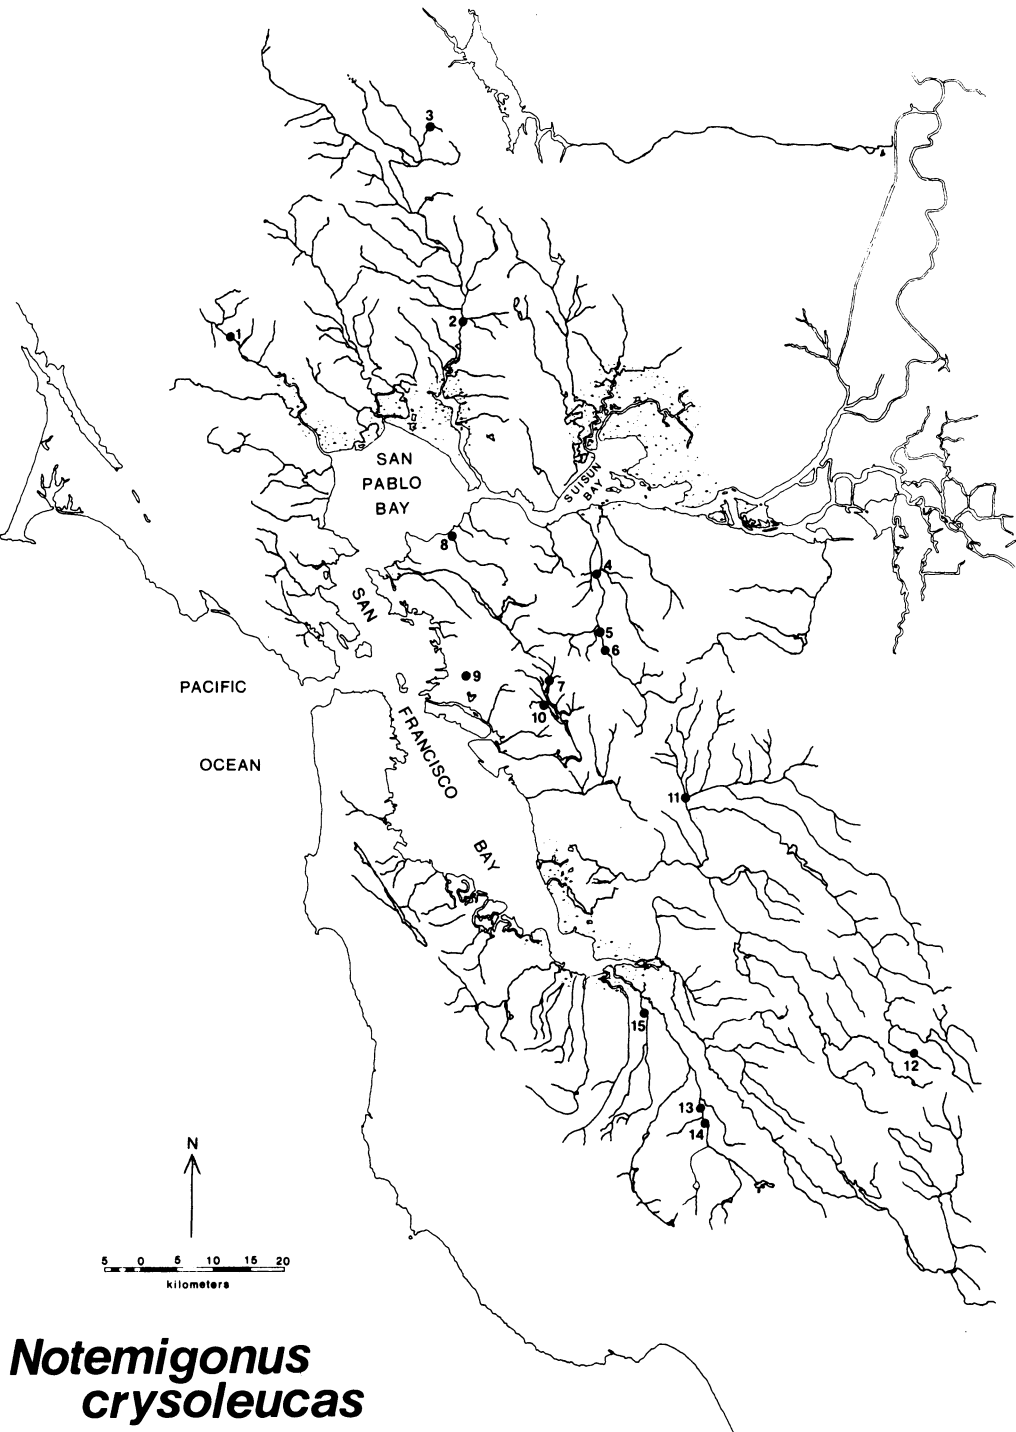 3
1
2
SAN
PABLO
BAY
SUISUN
BAY
8
4
SAN
5
6
9
7
10
PACIFIC
OCEAN
FRANCISCO
11
BAY
15
12
13
14
N
5 0 5 10 15 20
kilometers
Notemigonus
crysoleucas